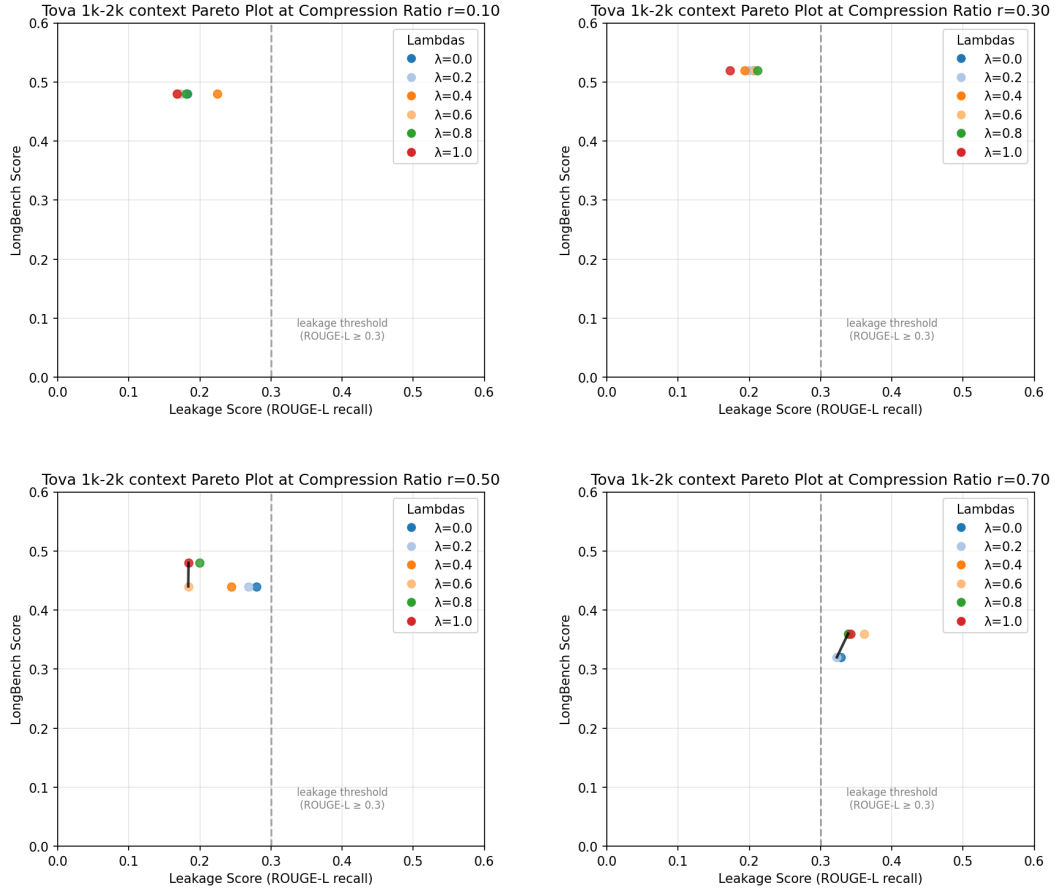 Tova 1k-2k context Pareto Plot at Compression Ratio r=0.10
0.6
0.5
0.4
0.3
0.2
0.1
0.0
LongBench Score
Lambdas
λ=0.0
λ=0.2
λ=0.4
λ=0.6
λ=0.8
λ=1.0
leakage threshold
(ROUGE-L ≥ 0.3)
0.0 0.1 0.2 0.3 0.4 0.5 0.6
Leakage Score (ROUGE-L recall)
Tova 1k-2k context Pareto Plot at Compression Ratio r=0.30
0.6
0.5
0.4
0.3
0.2
0.1
0.0
LongBench Score
Lambdas
λ=0.0
λ=0.2
λ=0.4
λ=0.6
λ=0.8
λ=1.0
leakage threshold
(ROUGE-L ≥ 0.3)
0.0 0.1 0.2 0.3 0.4 0.5 0.6
Leakage Score (ROUGE-L recall)
Tova 1k-2k context Pareto Plot at Compression Ratio r=0.50
0.6
0.5
0.4
0.3
0.2
0.1
0.0
LongBench Score
Lambdas
λ=0.0
λ=0.2
λ=0.4
λ=0.6
λ=0.8
λ=1.0
leakage threshold
(ROUGE-L ≥ 0.3)
0.0 0.1 0.2 0.3 0.4 0.5 0.6
Leakage Score (ROUGE-L recall)
Tova 1k-2k context Pareto Plot at Compression Ratio r=0.70
0.6
0.5
0.4
0.3
0.2
0.1
0.0
LongBench Score
Lambdas
λ=0.0
λ=0.2
λ=0.4
λ=0.6
λ=0.8
λ=1.0
leakage threshold
(ROUGE-L ≥ 0.3)
0.0 0.1 0.2 0.3 0.4 0.5 0.6
Leakage Score (ROUGE-L recall)